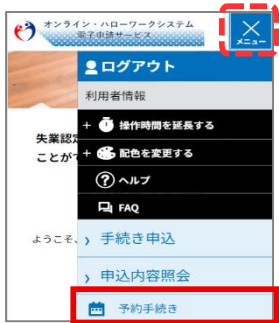 オンライン・ハローワークシステム
電子申請サービス
メニュー
ログアウト
利用者情報
+ 操作時間を延長する
失業認定
+ 配色を変更する
ことが
? ヘルプ
FAQ
ようこそ、
手続き申込
申込内容照会
予約手続き